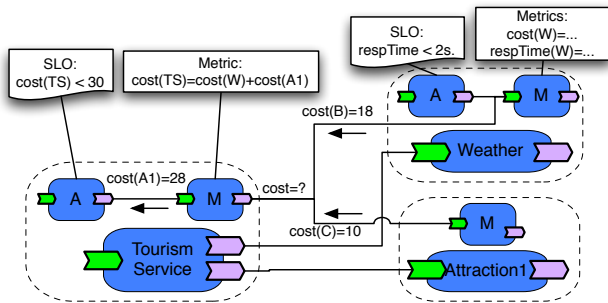 SLO:
cost(TS) < 30
Metric:
cost(TS)=cost(W)+cost(A1)
SLO:
respTime < 2s.
Metrics:
cost(W)=...
respTime(W)=...
A
M
cost(B)=18
Weather
cost(A1)=28
cost=?
A
M
cost(C)=10
M
Tourism
Service
Attraction1